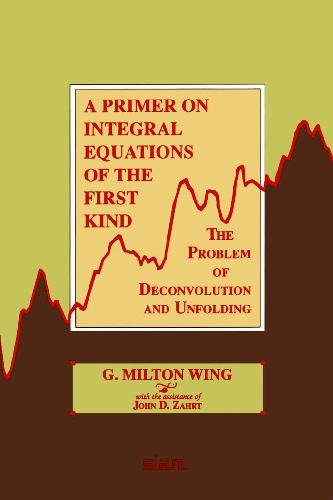 A PRIMER ON
INTEGRAL
EQUATIONS
OF THE
FIRST
KIND
THE
PROBLEM
OF
DECONVOLUTION
AND UNFOLDING
G. MILTON WING
with the assistance of
JOHN D. ZAHRT
siam